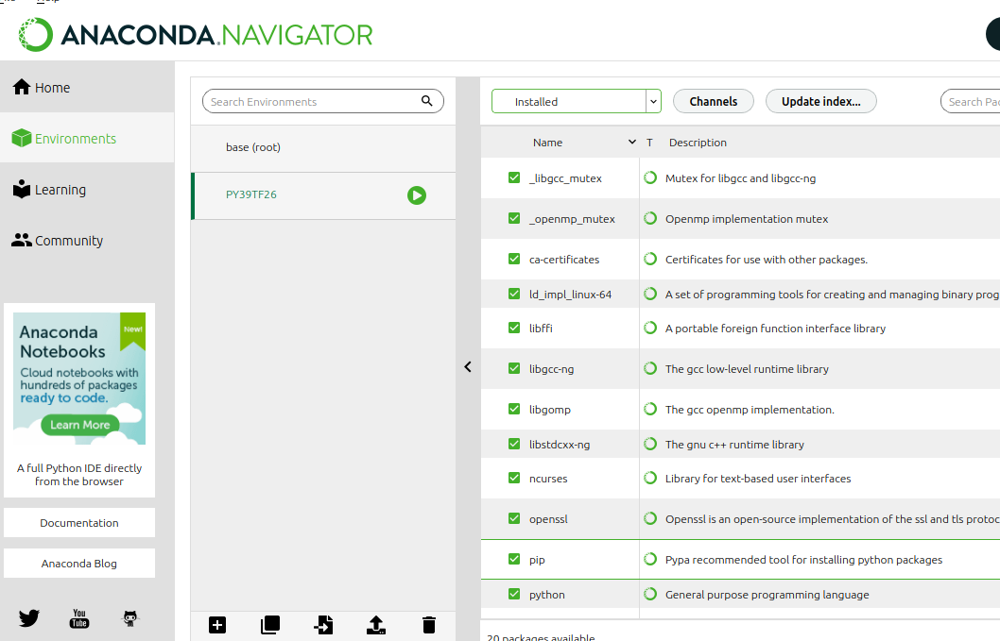 ANACONDA.NAVIGATOR
Home
Environments
Learning
Community
Anaconda
Notebooks
New!
Cloud notebooks with
hundreds of packages
ready to code.
Learn More
A full Python IDE directly
from the browser
Documentation
Anaconda Blog
You
Tube
Search Environments
base (root)
PY39TF26
Installed
Channels
Update index...
Search Pac
Name T Description
_libgcc_mutex Mutex for libgcc and libgcc-ng
_openmp_mutex Openmp implementation mutex
ca-certificates Certificates for use with other packages.
ld_impl_linux-64 A set of programming tools for creating and managing binary prog
libffi A portable foreign function interface library
libgcc-ng The gcc low-level runtime library
libgomp The gcc openmp implementation.
libstdcxx-ng The gnu c++ runtime library
ncurses Library for text-based user interfaces
openssl Openssl is an open-source implementation of the ssl and tls protoc
pip Pypa recommended tool for installing python packages
python General purpose programming language
20 packages available